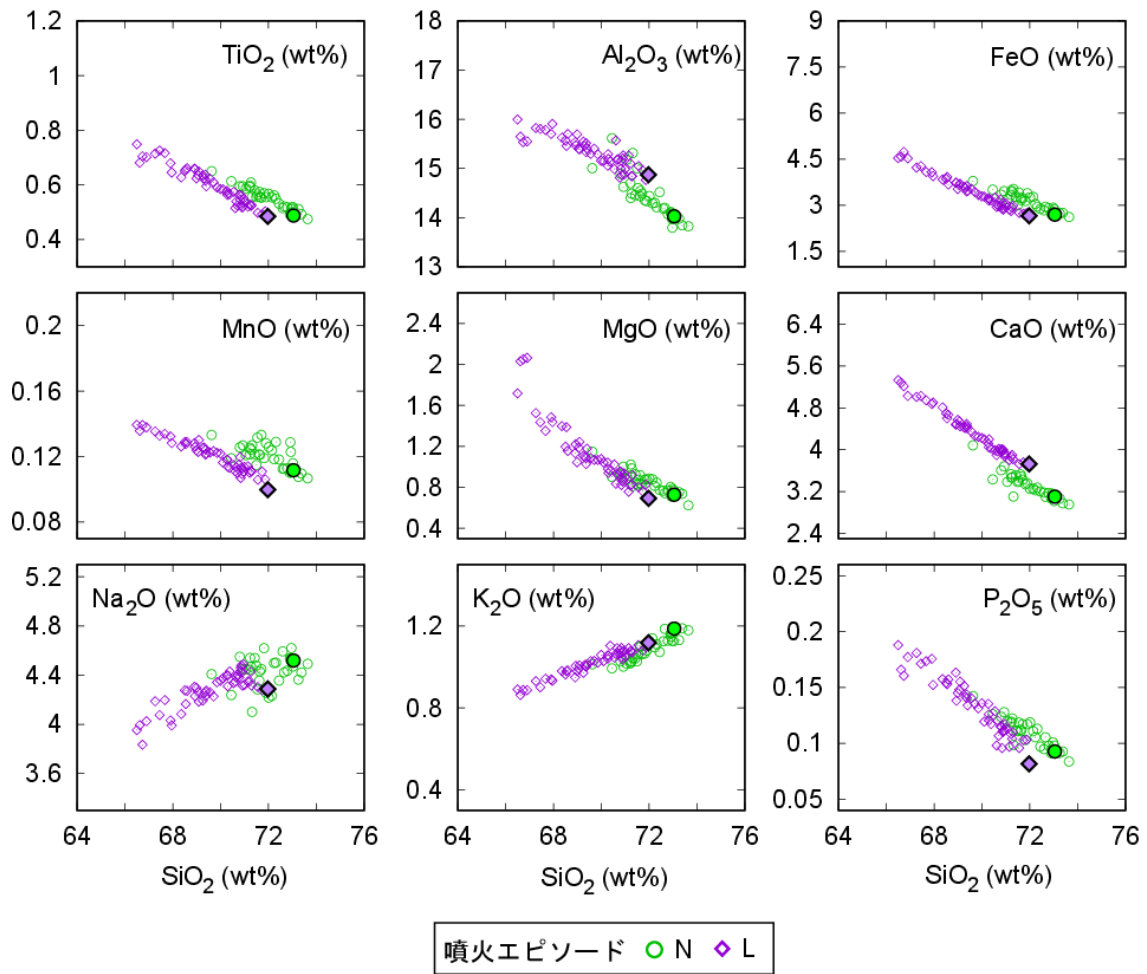 1.2
1
0.8
0.6
0.4
TiO2 (wt%)
18
17
16
15
14
13
Al2O3 (wt%)
9
7.5
6
4.5
3
1.5
FeO (wt%)
0.2
0.16
0.12
0.08
MnO (wt%)
2.4
2
1.6
1.2
0.8
0.4
MgO (wt%)
6.4
5.6
4.8
4
3.2
2.4
CaO (wt%)
5.2
4.8
4.4
4
3.6
Na2O (wt%)
1.2
0.8
0.4
K2O (wt%)
0.25
0.2
0.15
0.1
0.05
P2O5 (wt%)
64 68 72 76
64 68 72 76
64 68 72 76
SiO2 (wt%)
SiO2 (wt%)
SiO2 (wt%)
噴火エピソード N L